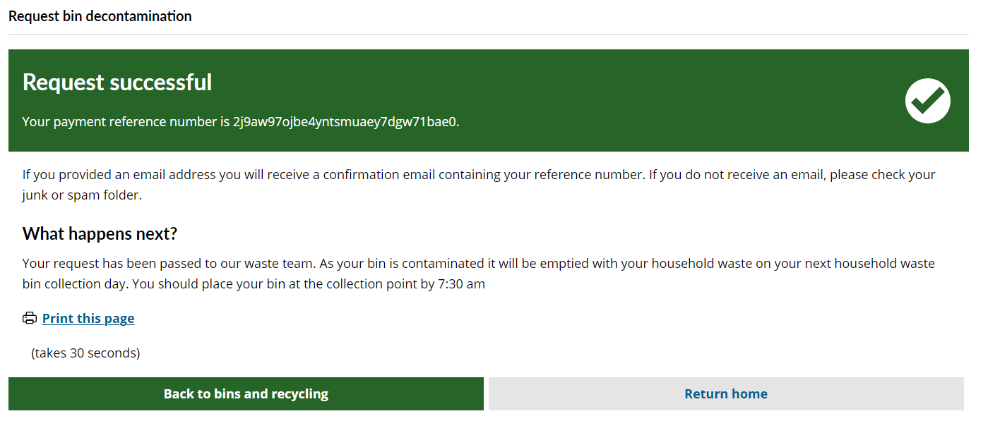 Request bin decontamination
Request successful
Your payment reference number is 2j9aw97ojbe4yntsmuaey7dgw71bae0.
If you provided an email address you will receive a confirmation email containing your reference number. If you do not receive an email, please check your
junk or spam folder.
What happens next?
Your request has been passed to our waste team. As your bin is contaminated it will be emptied with your household waste on your next household waste
bin collection day. You should place your bin at the collection point by 7:30 am
Print this page
(takes 30 seconds)
Back to bins and recycling
Return home